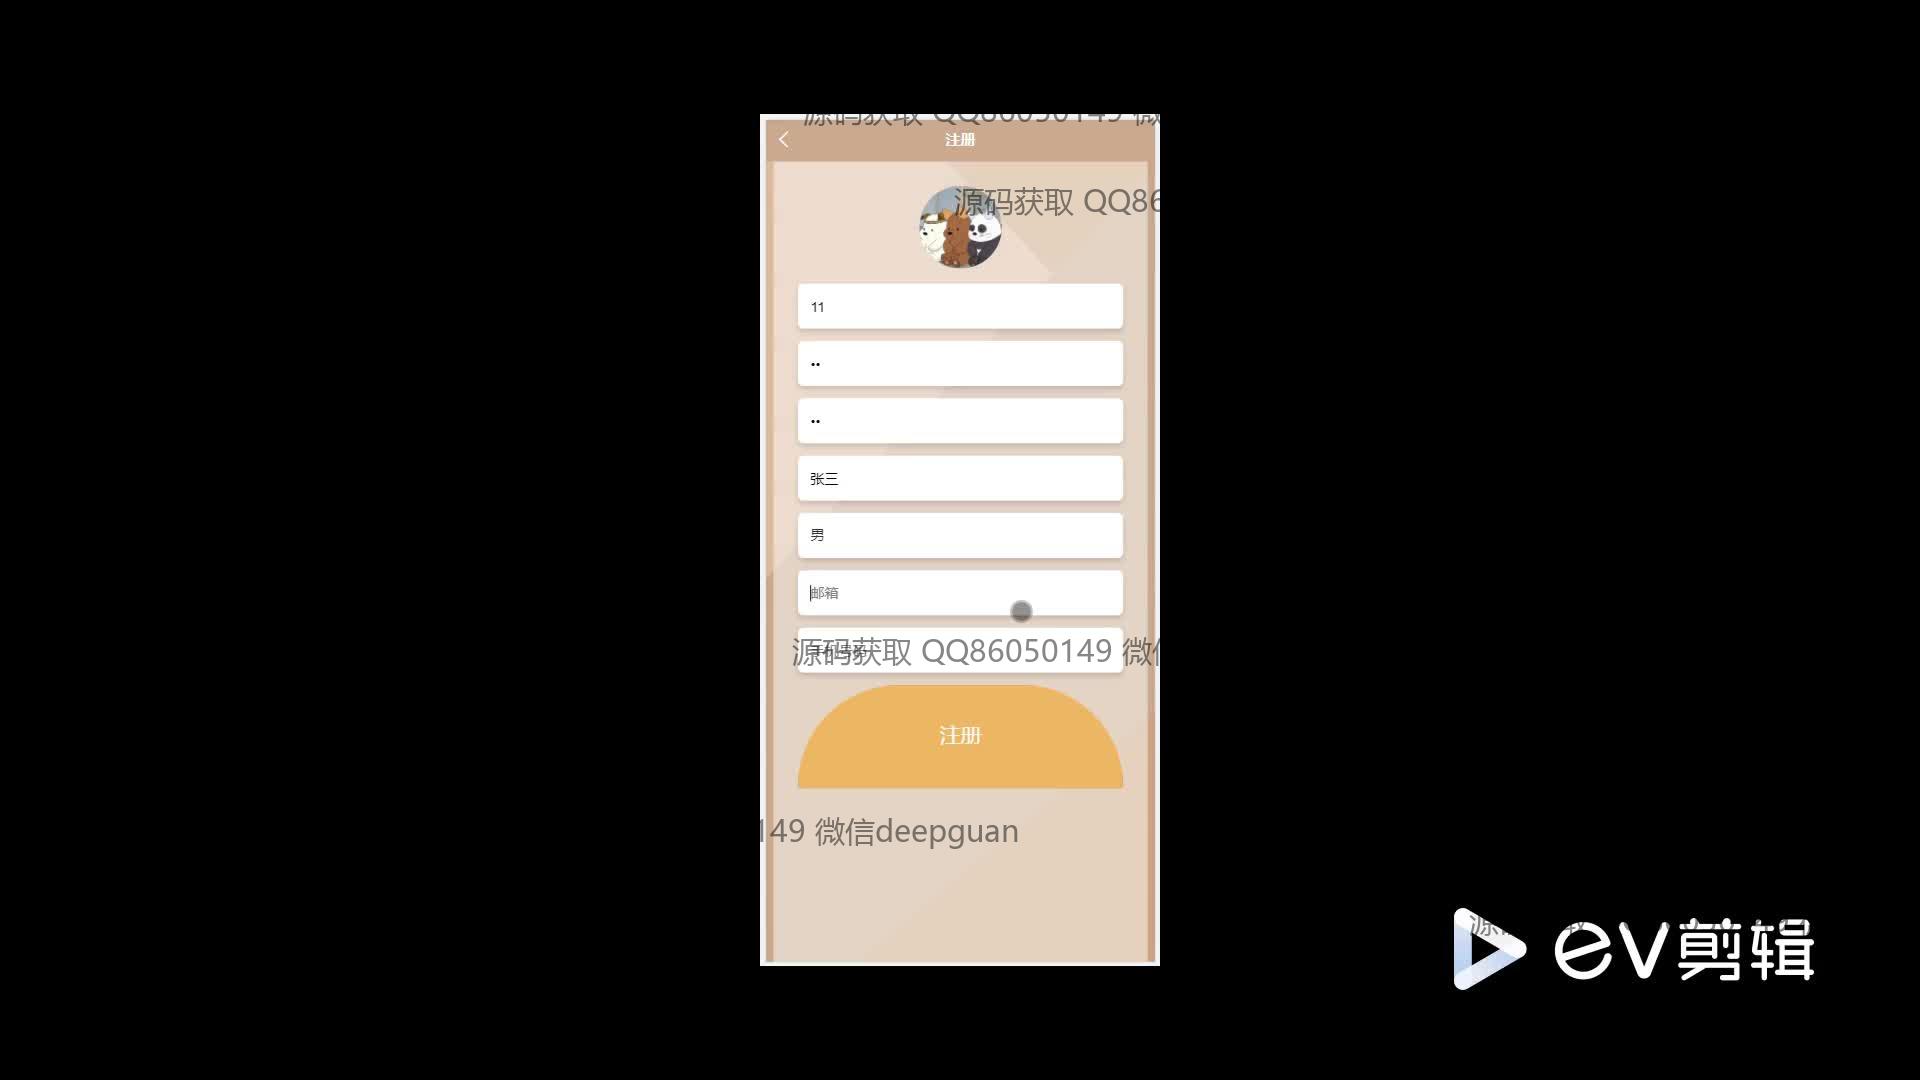 源码获取 QQ86050149 微
注册
源码获取 QQ86
11
••
••
张三
男
邮箱
源码获取 QQ86050149 微信
注册
149 微信deepguan
ev剪辑